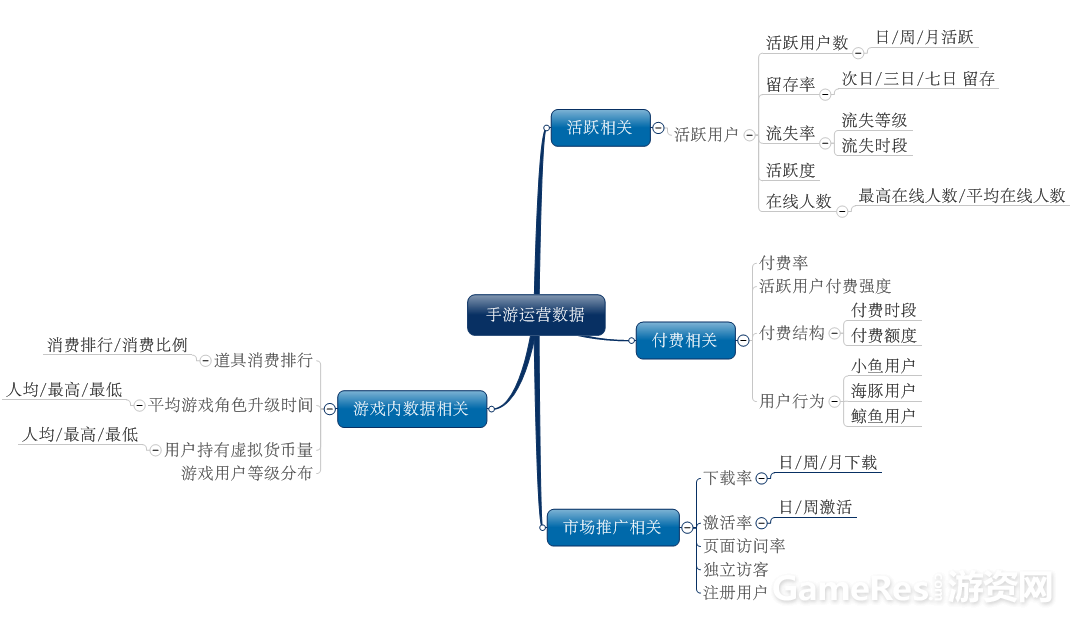 手游运营数据
活跃相关
活跃用户
活跃用户数
日/周/月活跃
留存率
次日/三日/七日 留存
流失率
流失等级
流失时段
活跃度
在线人数
最高在线人数/平均在线人数
付费相关
付费率
活跃用户付费强度
付费结构
付费时段
付费额度
用户行为
小鱼用户
海豚用户
鲸鱼用户
游戏内数据相关
道具消费排行
消费排行/消费比例
平均游戏角色升级时间
人均/最高/最低
用户持有虚拟货币量
人均/最高/最低
游戏用户等级分布
市场推广相关
下载率
日/周/月下载
激活率
日/周激活
页面访问率
独立访客
注册用户
GameRes游资网